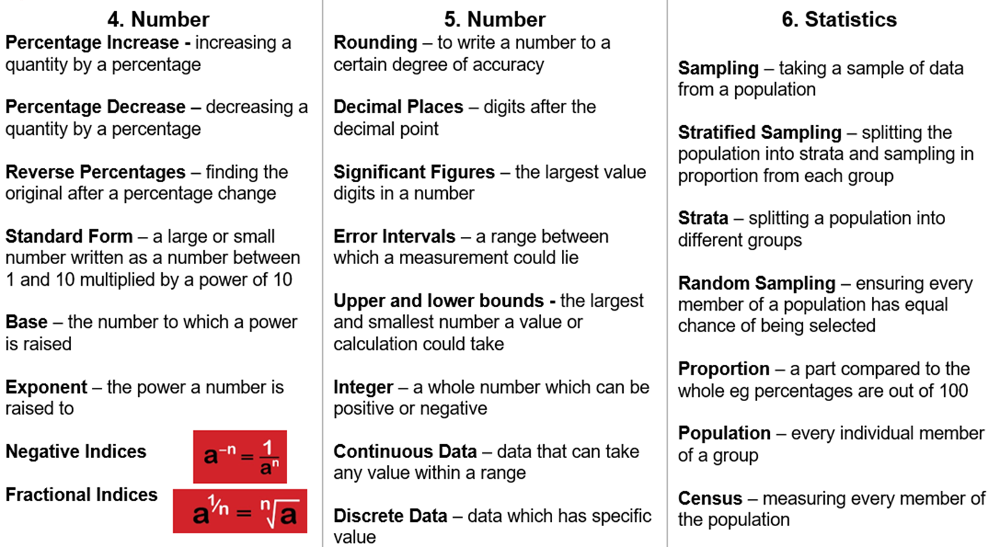 4. Number
Percentage Increase - increasing a
quantity by a percentage
Percentage Decrease – decreasing a
quantity by a percentage
Reverse Percentages – finding the
original after a percentage change
Standard Form – a large or small
number written as a number between
1 and 10 multiplied by a power of 10
Base – the number to which a power
is raised
Exponent – the power a number is
raised to
Negative Indices a⁻ⁿ = 1/aⁿ
Fractional Indices a^1/n = ⁿ√a
5. Number
Rounding – to write a number to a
certain degree of accuracy
Decimal Places – digits after the
decimal point
Significant Figures – the largest value
digits in a number
Error Intervals – a range between
which a measurement could lie
Upper and lower bounds - the largest
and smallest number a value or
calculation could take
Integer – a whole number which can be
positive or negative
Continuous Data – data that can take
any value within a range
Discrete Data – data which has specific
value
6. Statistics
Sampling – taking a sample of data
from a population
Stratified Sampling – splitting the
population into strata and sampling in
proportion from each group
Strata – splitting a population into
different groups
Random Sampling – ensuring every
member of a population has equal
chance of being selected
Proportion – a part compared to the
whole eg percentages are out of 100
Population – every individual member
of a group
Census – measuring every member of
the population